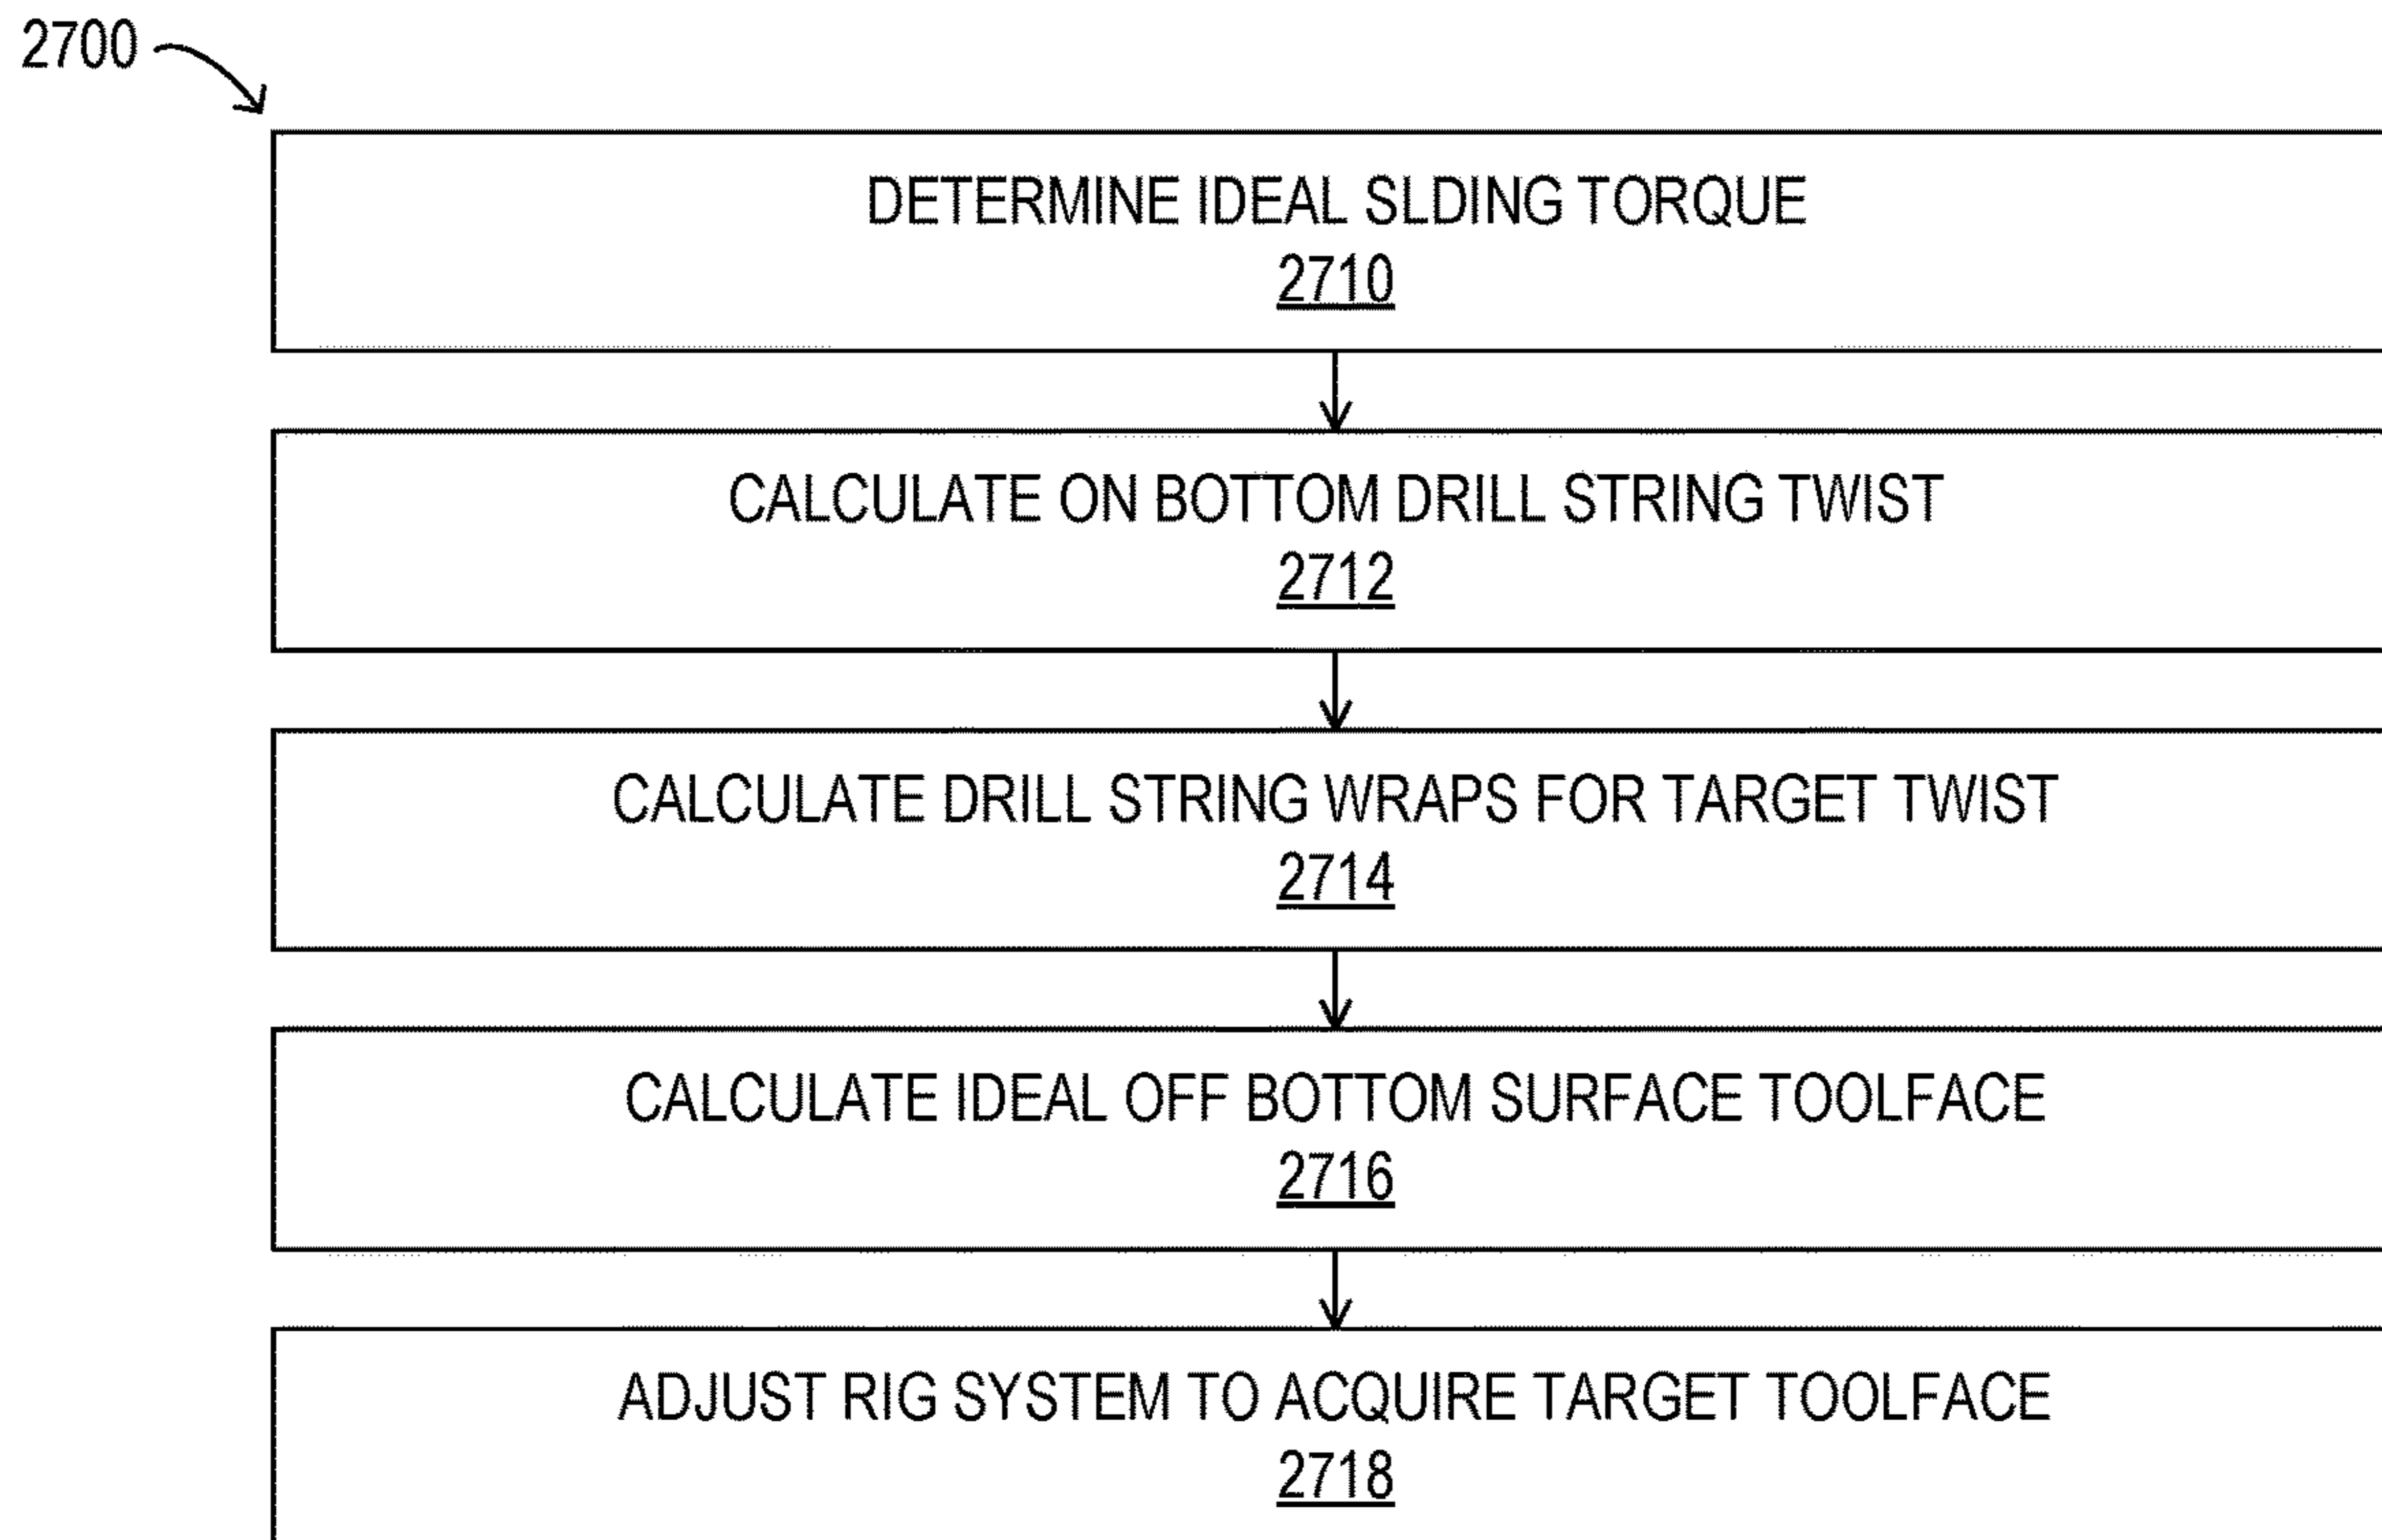 2700
DETERMINE IDEAL SLDING TORQUE
2710
CALCULATE ON BOTTOM DRILL STRING TWIST
2712
CALCULATE DRILL STRING WRAPS FOR TARGET TWIST
2714
CALCULATE IDEAL OFF BOTTOM SURFACE TOOLFACE
2716
ADJUST RIG SYSTEM TO ACQUIRE TARGET TOOLFACE
2718